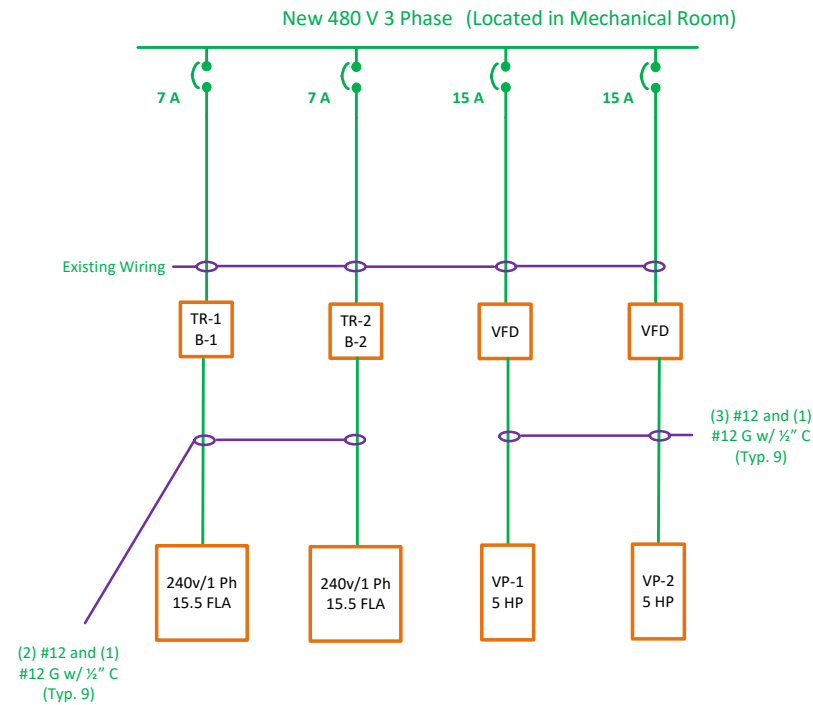 New 480 V 3 Phase (Located in Mechanical Room)
7 A
7 A
15 A
15 A
Existing Wiring
TR-1
B-1
TR-2
B-2
VFD
VFD
(3) #12 and (1)
#12 G w/ ½” C
(Typ. 9)
240v/1 Ph
15.5 FLA
240v/1 Ph
15.5 FLA
VP-1
5 HP
VP-2
5 HP
(2) #12 and (1)
#12 G w/ ½” C
(Typ. 9)